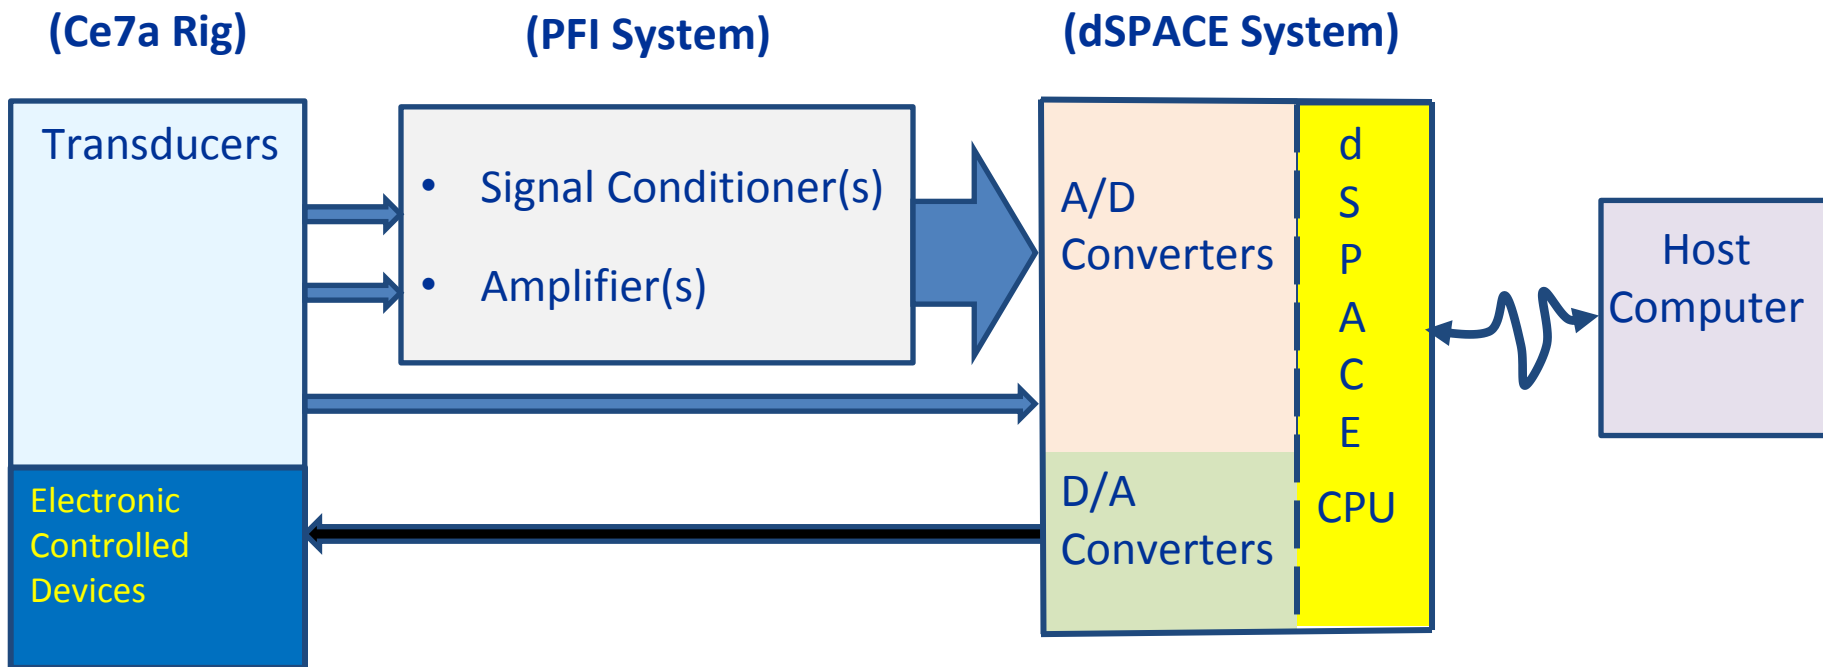 (Ce7a Rig)
(PFI System)
(dSPACE System)
Transducers
Electronic
Controlled
Devices
• Signal Conditioner(s)
• Amplifier(s)
A/D
Converters
D/A
Converters
d
S
P
A
C
E
CPU
Host
Computer